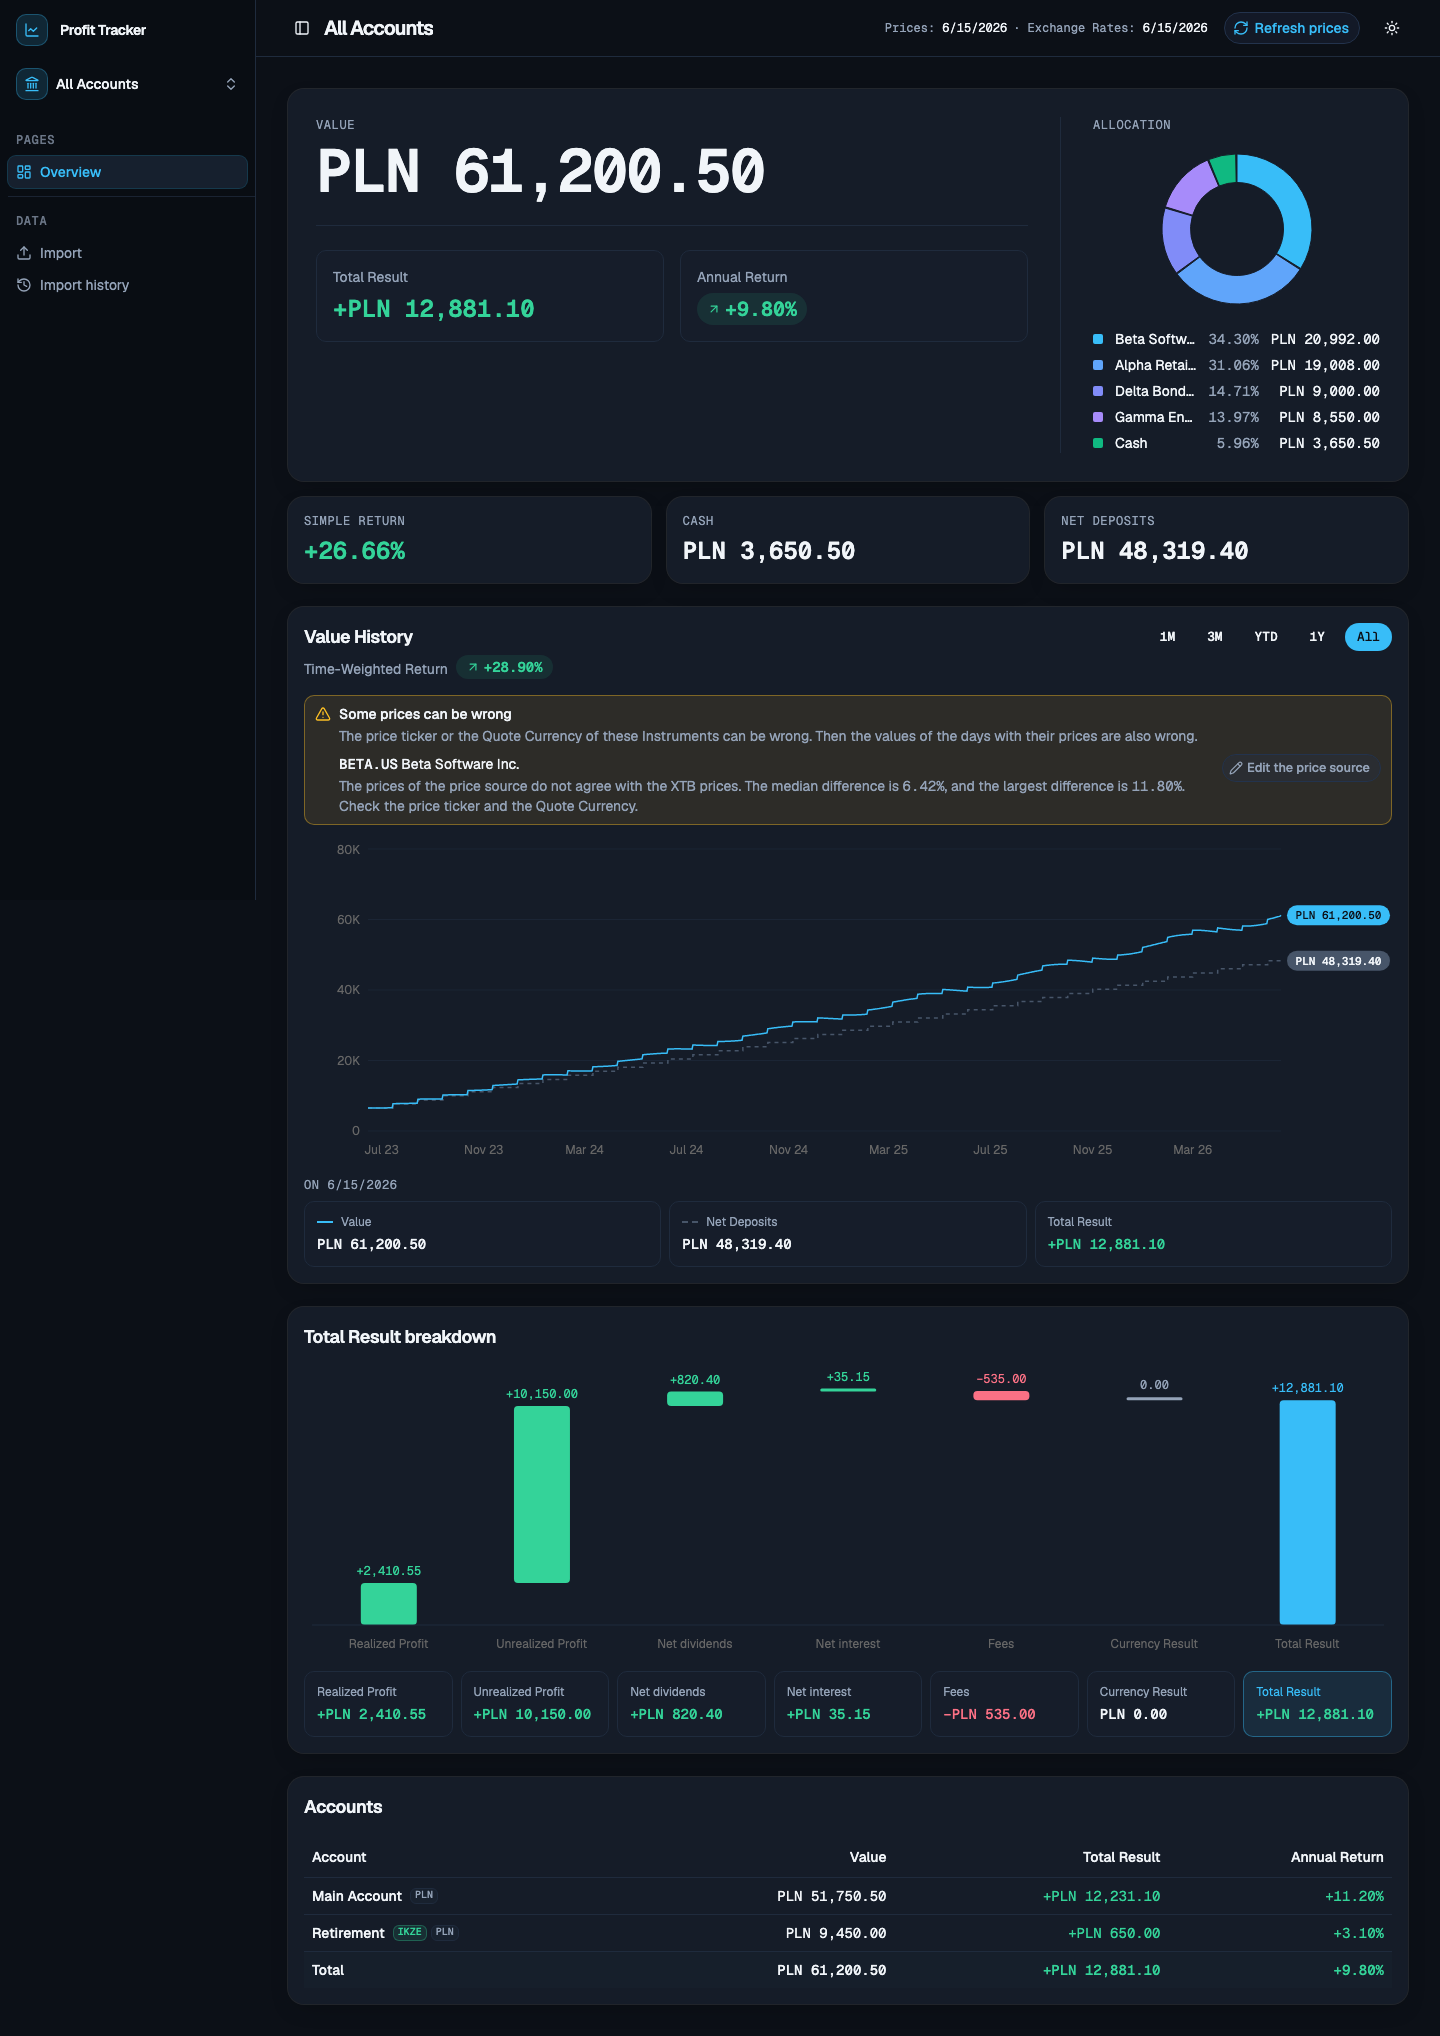 Profit Tracker
All Accounts
PAGES
Overview
DATA
Import
Import history
All Accounts
Prices: 6/15/2026 · Exchange Rates: 6/15/2026
Refresh prices
VALUE
PLN 61,200.50
Total Result
+PLN 12,881.10
Annual Return
+9.80%
ALLOCATION
Beta Softw… 34.30% PLN 20,992.00
Alpha Retai… 31.06% PLN 19,008.00
Delta Bond… 14.71% PLN 9,000.00
Gamma En… 13.97% PLN 8,550.00
Cash 5.96% PLN 3,650.50
SIMPLE RETURN
+26.66%
CASH
PLN 3,650.50
NET DEPOSITS
PLN 48,319.40
Value History
1M 3M YTD 1Y All
Time-Weighted Return +28.90%
Some prices can be wrong
The price ticker or the Quote Currency of these Instruments can be wrong. Then the values of the days with their prices are also wrong.
BETA.US Beta Software Inc.
The prices of the price source do not agree with the XTB prices. The median difference is 6.42%, and the largest difference is 11.80%.
Check the price ticker and the Quote Currency.
Edit the price source
80K
60K
40K
20K
0
PLN 61,200.50
PLN 48,319.40
Jul 23 Nov 23 Mar 24 Jul 24 Nov 24 Mar 25 Jul 25 Nov 25 Mar 26
ON 6/15/2026
Value
PLN 61,200.50
Net Deposits
PLN 48,319.40
Total Result
+PLN 12,881.10
Total Result breakdown
+2,410.55
+10,150.00
+820.40
+35.15
−535.00
0.00
+12,881.10
Realized Profit Unrealized Profit Net dividends Net interest Fees Currency Result Total Result
Realized Profit
+PLN 2,410.55
Unrealized Profit
+PLN 10,150.00
Net dividends
+PLN 820.40
Net interest
+PLN 35.15
Fees
−PLN 535.00
Currency Result
PLN 0.00
Total Result
+PLN 12,881.10
Accounts
Account Value Total Result Annual Return
Main Account PLN PLN 51,750.50 +PLN 12,231.10 +11.20%
Retirement IKZE PLN PLN 9,450.00 +PLN 650.00 +3.10%
Total PLN 61,200.50 +PLN 12,881.10 +9.80%